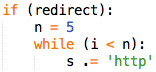 if (redirect):
    n = 5
    while (i < n):
        s .= 'http'